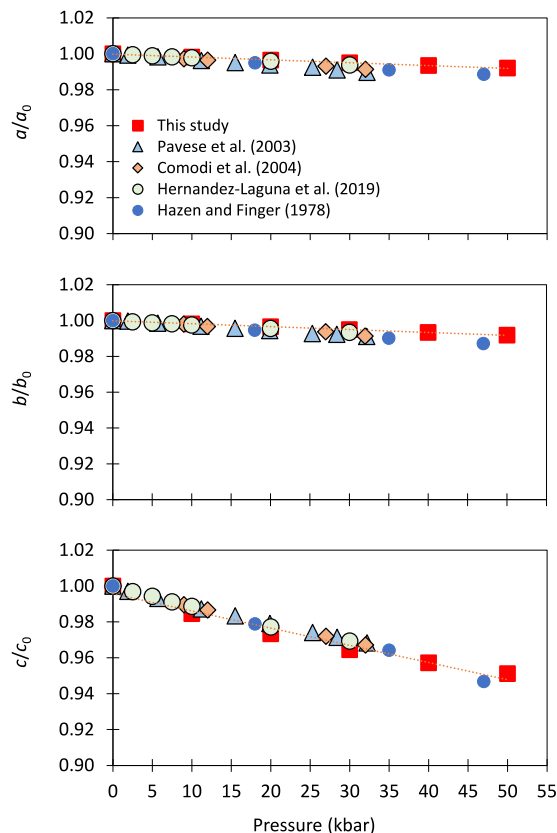 a/a₀
1.02
1.00
0.98
0.96
0.94
0.92
0.90
This study
Pavese et al. (2003)
Comodi et al. (2004)
Hernandez-Laguna et al. (2019)
Hazen and Finger (1978)
b/b₀
1.02
1.00
0.98
0.96
0.94
0.92
0.90
c/c₀
1.02
1.00
0.98
0.96
0.94
0.92
0.90
0 5 10 15 20 25 30 35 40 45 50 55
Pressure (kbar)